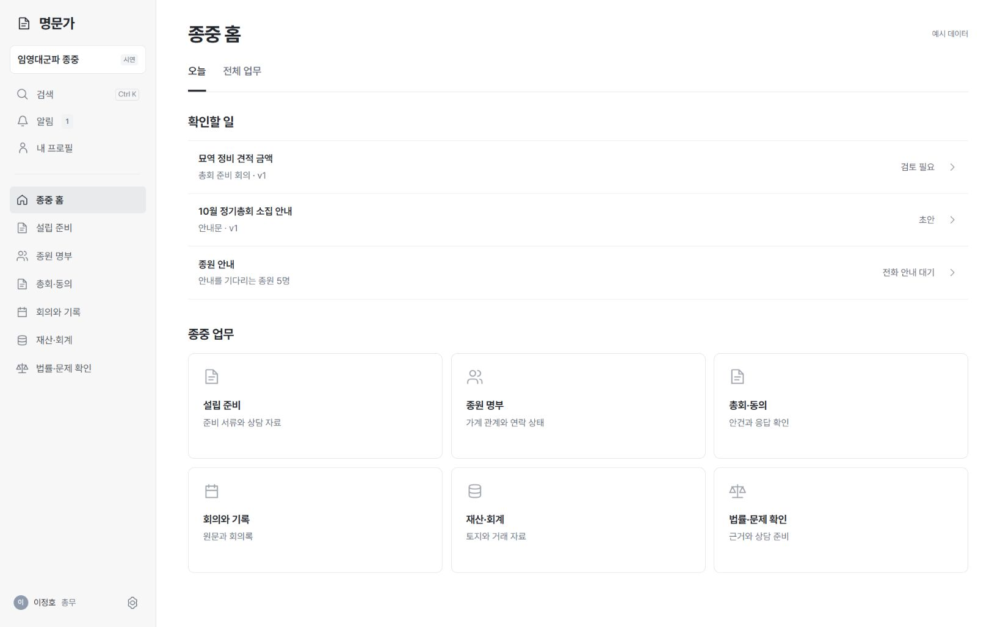 명문가
임영대군파 종중 시연
검색 Ctrl K
알림 1
내 프로필
종중 홈
설립 준비
종원 명부
총회·동의
회의와 기록
재산·회계
법률·문제 확인
이 이정호 총무
종중 홈
예시 데이터
오늘 전체 업무
확인할 일
묘역 정비 견적 금액
총회 준비 회의 · v1
검토 필요
10월 정기총회 소집 안내
안내문 · v1
초안
종원 안내
안내를 기다리는 종원 5명
전화 안내 대기
종중 업무
설립 준비
준비 서류와 상담 자료
종원 명부
가계 관계와 연락 상태
총회·동의
안건과 응답 확인
회의와 기록
원문과 회의록
재산·회계
토지와 거래 자료
법률·문제 확인
근거와 상담 준비